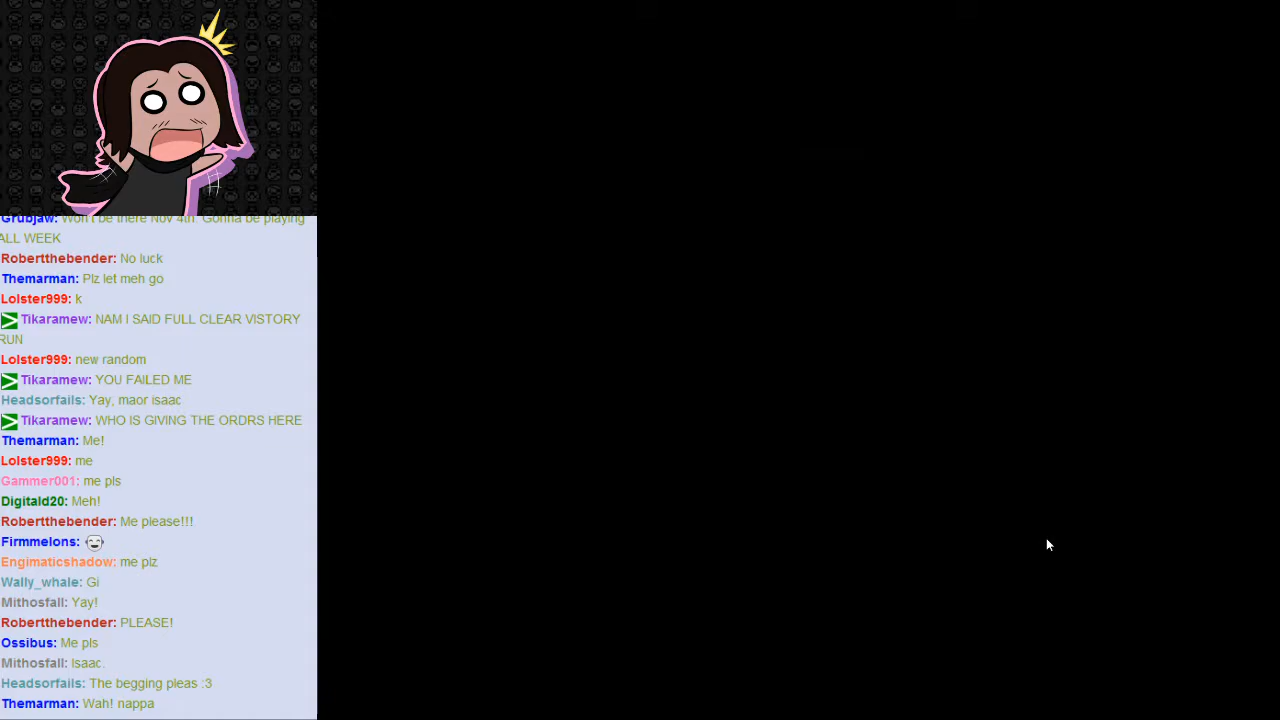 Grubjaw: Won't be there Nov 4th. Gonna be playing
ALL WEEK
Robertthebender: No luck
Themarman: Plz let meh go
Lolster999: k
Tikaramew: NAM I SAID FULL CLEAR VISTORY
RUN
Lolster999: new random
Tikaramew: YOU FAILED ME
Headsorfails: Yay, maor isaac
Tikaramew: WHO IS GIVING THE ORDRS HERE
Themarman: Me!
Lolster999: me
Gammer001: me pls
Digitald20: Meh!
Robertthebender: Me please!!!
Firmmelons:
Engimaticshadow: me plz
Wally_whale: Gi
Mithosfall: Yay!
Robertthebender: PLEASE!
Ossibus: Me pls
Mithosfall: Isaac.
Headsorfails: The begging pleas :3
Themarman: Wah! nappa